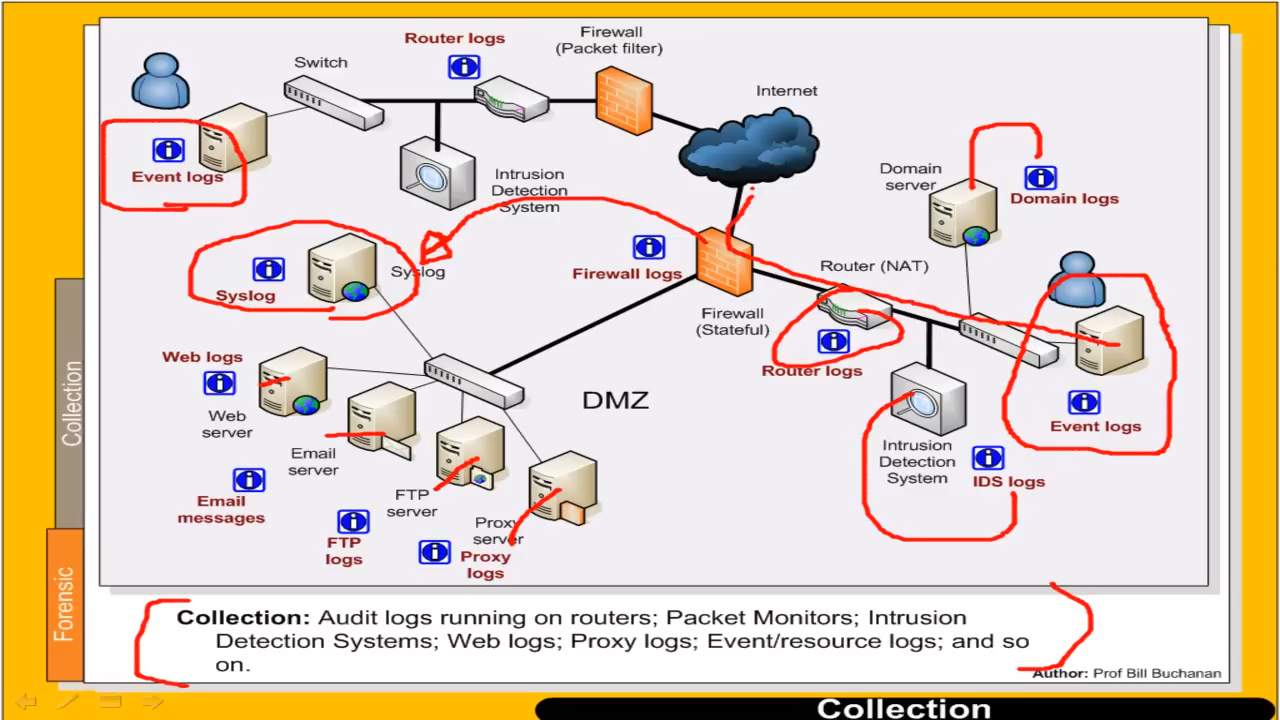 Router logs
Firewall
(Packet filter)
Switch
Internet
Event logs
Intrusion
Detection
System
Domain
server
Domain logs
Syslog
Syslog
Firewall logs
Router (NAT)
Firewall
(Stateful)
Router logs
Web logs
Web
server
DMZ
Event logs
Intrusion
Detection
System
IDS logs
Email
server
Email
messages
FTP
server
FTP
logs
Proxy
server
Proxy
logs
Collection
Forensic
Collection: Audit logs running on routers; Packet Monitors; Intrusion
Detection Systems; Web logs; Proxy logs; Event/resource logs; and so
on.
Author: Prof Bill Buchanan
Collection